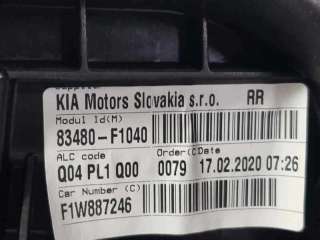 KIA Motors Slovakia s.r.o. RR
Modul Id(M)
83480-F1040
ALC code Order(C)Date
Q04 PL1 Q00 0079 17.02.2020 07:26
Car Number (C)
F1W887246